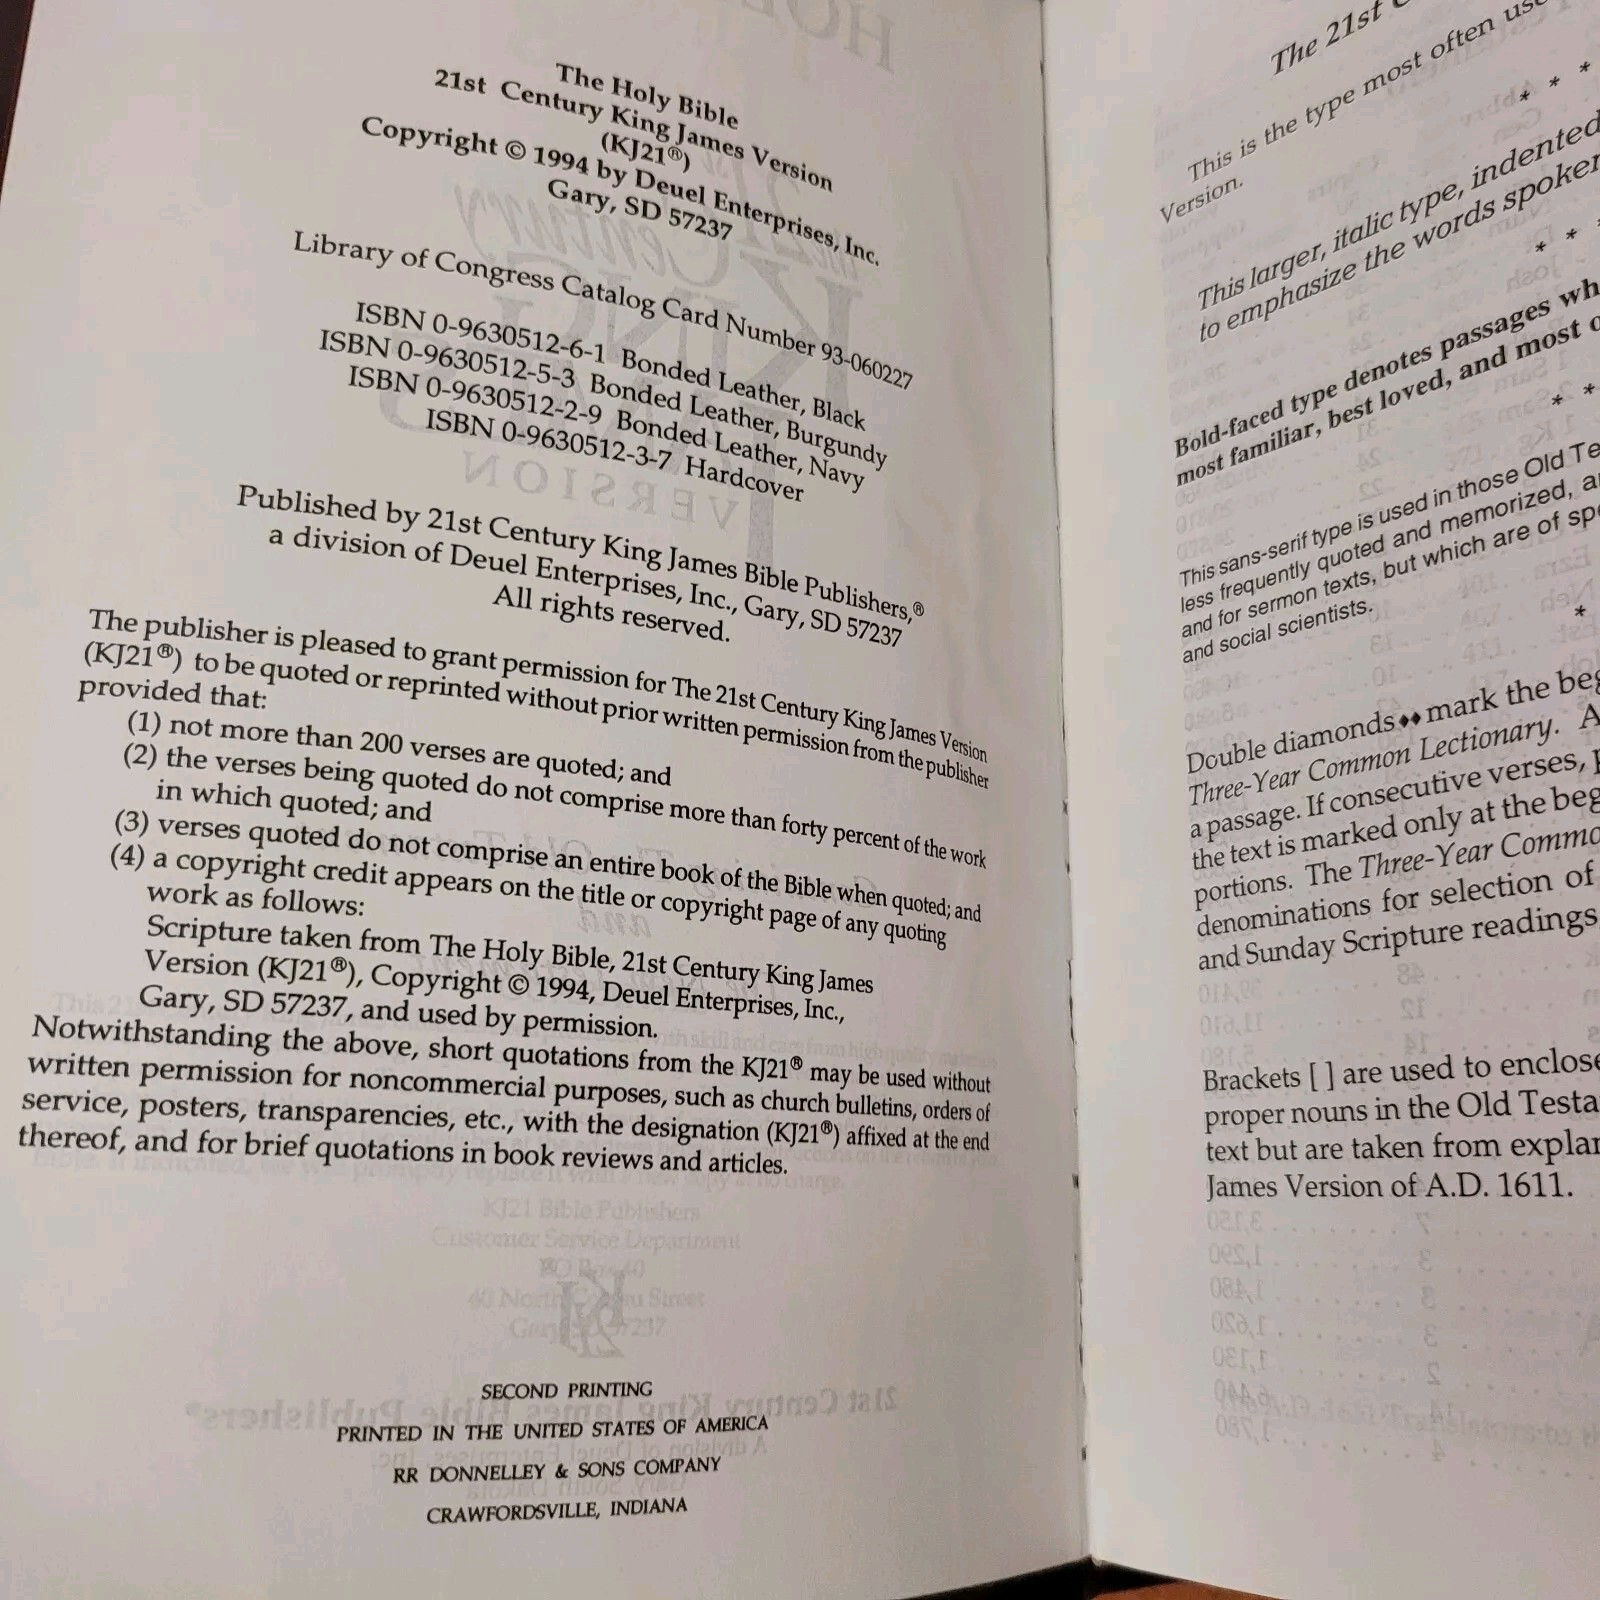 The Holy Bible
21st Century King James Version
(KJ21®)
Copyright © 1994 by Deuel Enterprises, Inc.
Gary, SD 57237
Library of Congress Catalog Card Number 93-060227
ISBN 0-9630512-6-1 Bonded Leather, Black
ISBN 0-9630512-5-3 Bonded Leather, Burgundy
ISBN 0-9630512-2-9 Bonded Leather, Navy
ISBN 0-9630512-3-7 Hardcover
Published by 21st Century King James Bible Publishers,®
a division of Deuel Enterprises, Inc., Gary, SD 57237
All rights reserved.
The publisher is pleased to grant permission for The 21st Century King James Version
(KJ21®) to be quoted or reprinted without prior written permission from the publisher
provided that:
(1) not more than 200 verses are quoted; and
(2) the verses being quoted do not comprise more than forty percent of the work
in which quoted; and
(3) verses quoted do not comprise an entire book of the Bible when quoted; and
(4) a copyright credit appears on the title or copyright page of any quoting
work as follows:
Scripture taken from The Holy Bible, 21st Century King James
Version (KJ21®), Copyright © 1994, Deuel Enterprises, Inc.,
Gary, SD 57237, and used by permission.
Notwithstanding the above, short quotations from the KJ21® may be used without
written permission for noncommercial purposes, such as church bulletins, orders of
service, posters, transparencies, etc., with the designation (KJ21®) affixed at the end
thereof, and for brief quotations in book reviews and articles.
KJ21 Bible Publishers
Customer Service Department
SECOND PRINTING
PRINTED IN THE UNITED STATES OF AMERICA
RR DONNELLEY & SONS COMPANY
CRAWFORDSVILLE, INDIANA
The 21st
This is the type most often
Version.
* * *
This larger, italic type, indented
to emphasize the words
* * *
Bold-faced type denotes passages
most familiar, best loved, and most
* *
This sans-serif type is used in those Old
less frequently quoted and memorized,
and for sermon texts, but which are of
and social scientists.
*
Double diamonds♦♦mark the
Three-Year Common Lectionary.
a passage. If consecutive verses,
the text is marked only at the
portions. The Three-Year
denominations for selection of
and Sunday Scripture readings
Brackets [ ] are used to
proper nouns in the Old
text but are taken from
James Version of A.D. 1611.